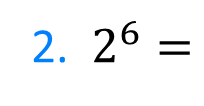 2. 2⁶ =